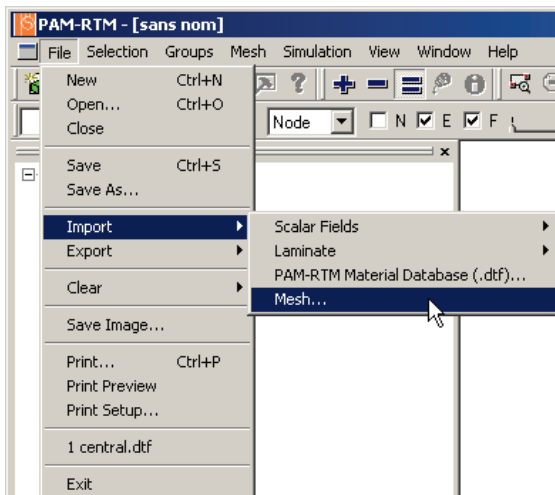 PAM-RTM - [sans nom]
File Selection Groups Mesh Simulation View Window Help
New Ctrl+N
Open... Ctrl+O
Close
Node N E F
Save Ctrl+S
Save As...
Import
Export
Scalar Fields
Laminate
PAM-RTM Material Database (.dtf)...
Mesh...
Clear
Save Image...
Print... Ctrl+P
Print Preview
Print Setup...
1 central.dtf
Exit